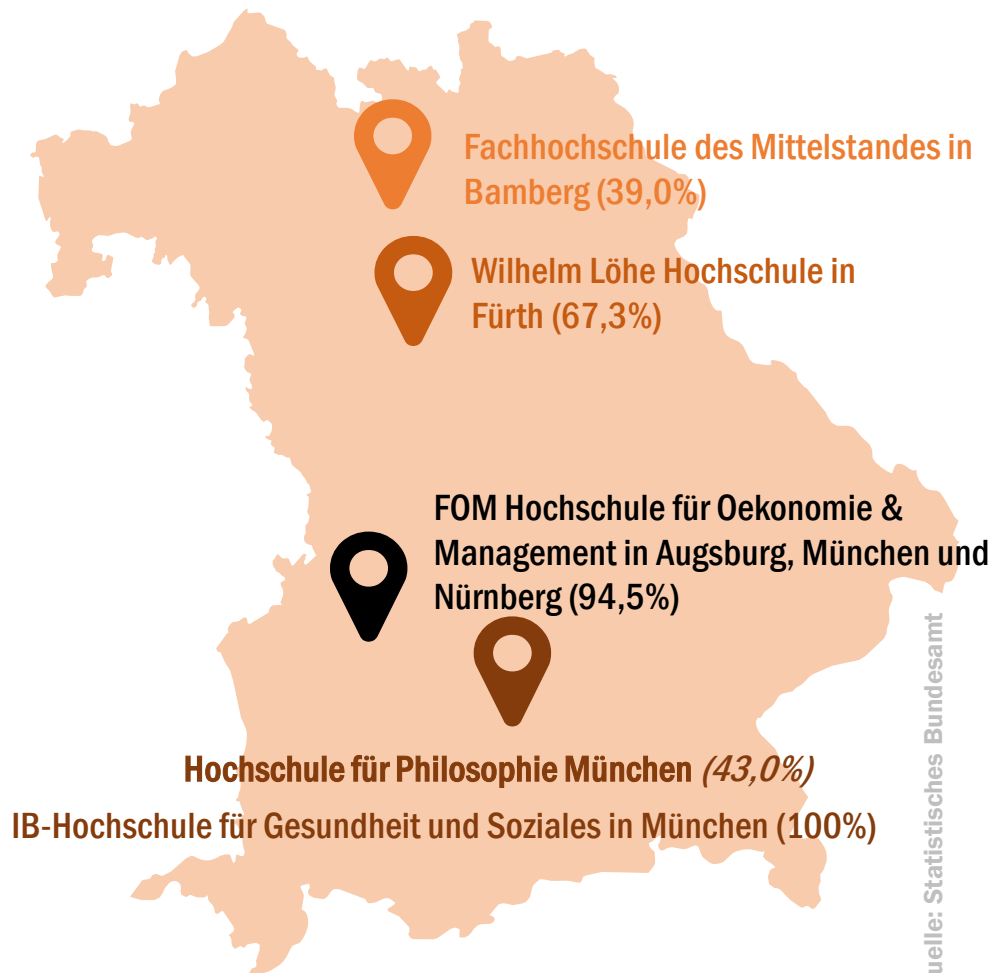 Fachhochschule des Mittelstandes in
Bamberg (39,0%)
Wilhelm Löhe Hochschule in
Fürth (67,3%)
FOM Hochschule für Oekonomie &
Management in Augsburg, München und
Nürnberg (94,5%)
Hochschule für Philosophie München (43,0%)
IB-Hochschule für Gesundheit und Soziales in München (100%)
uelle: Statistisches Bundesamt